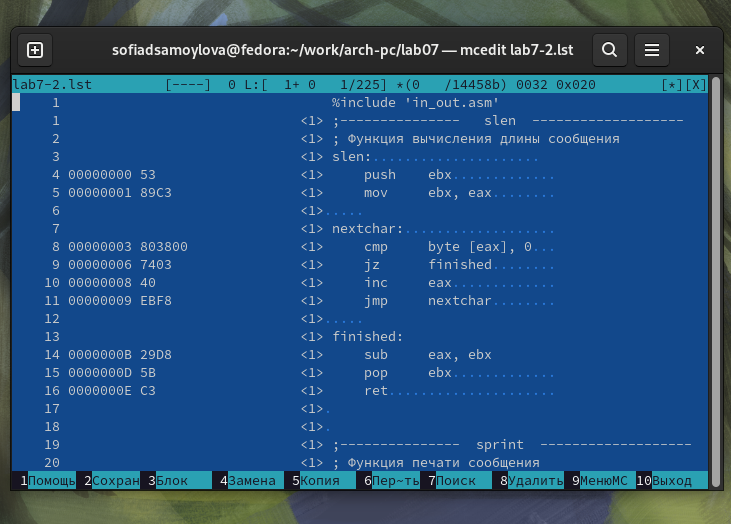 sofiadsamoylova@fedora:~/work/arch-pc/lab07 — mcedit lab7-2.lst
lab7-2.lst [----] 0 L:[ 1+ 0 1/225] *(0 /14458b) 0032 0x020 [*][X]
1 %include 'in_out.asm'
1 <1> ;--------------- slen -------------------
2 <1> ; Функция вычисления длины сообщения
3 <1> slen:.....................
4 00000000 53 <1> push ebx.............
5 00000001 89C3 <1> mov ebx, eax........
6 <1>.....
7 <1> nextchar:...................
8 00000003 803800 <1> cmp byte [eax], 0...
9 00000006 7403 <1> jz finished........
10 00000008 40 <1> inc eax.............
11 00000009 EBF8 <1> jmp nextchar........
12 <1>.....
13 <1> finished:
14 0000000B 29D8 <1> sub eax, ebx
15 0000000D 5B <1> pop ebx.............
16 0000000E C3 <1> ret.....................
17 <1>.
18 <1>.
19 <1> ;--------------- sprint -------------------
20 <1> ; Функция печати сообщения
1Помощь 2Сохран 3Блок 4Замена 5Копия 6Пер~ть 7Поиск 8Удалить 9МенюMC 10Выход